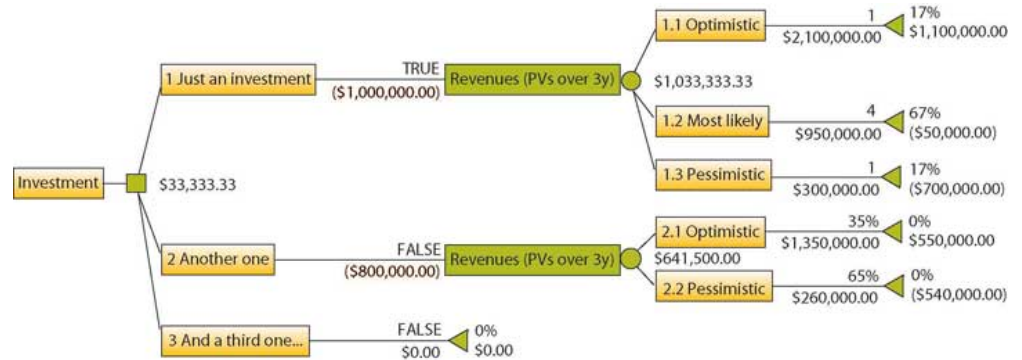 1.1 Optimistic
1
$2,100,000.00
17%
$1,100,000.00
1 Just an investment
TRUE
($1,000,000.00)
Revenues (PVs over 3y)
$1,033,333.33
1.2 Most likely
4
$950,000.00
67%
($50,000.00)
1.3 Pessimistic
1
$300,000.00
17%
($700,000.00)
Investment
$33,333.33
2 Another one
FALSE
($800,000.00)
Revenues (PVs over 3y)
$641,500.00
2.1 Optimistic
35%
$1,350,000.00
0%
$550,000.00
2.2 Pessimistic
65%
$260,000.00
0%
($540,000.00)
3 And a third one...
FALSE
$0.00
0%
$0.00